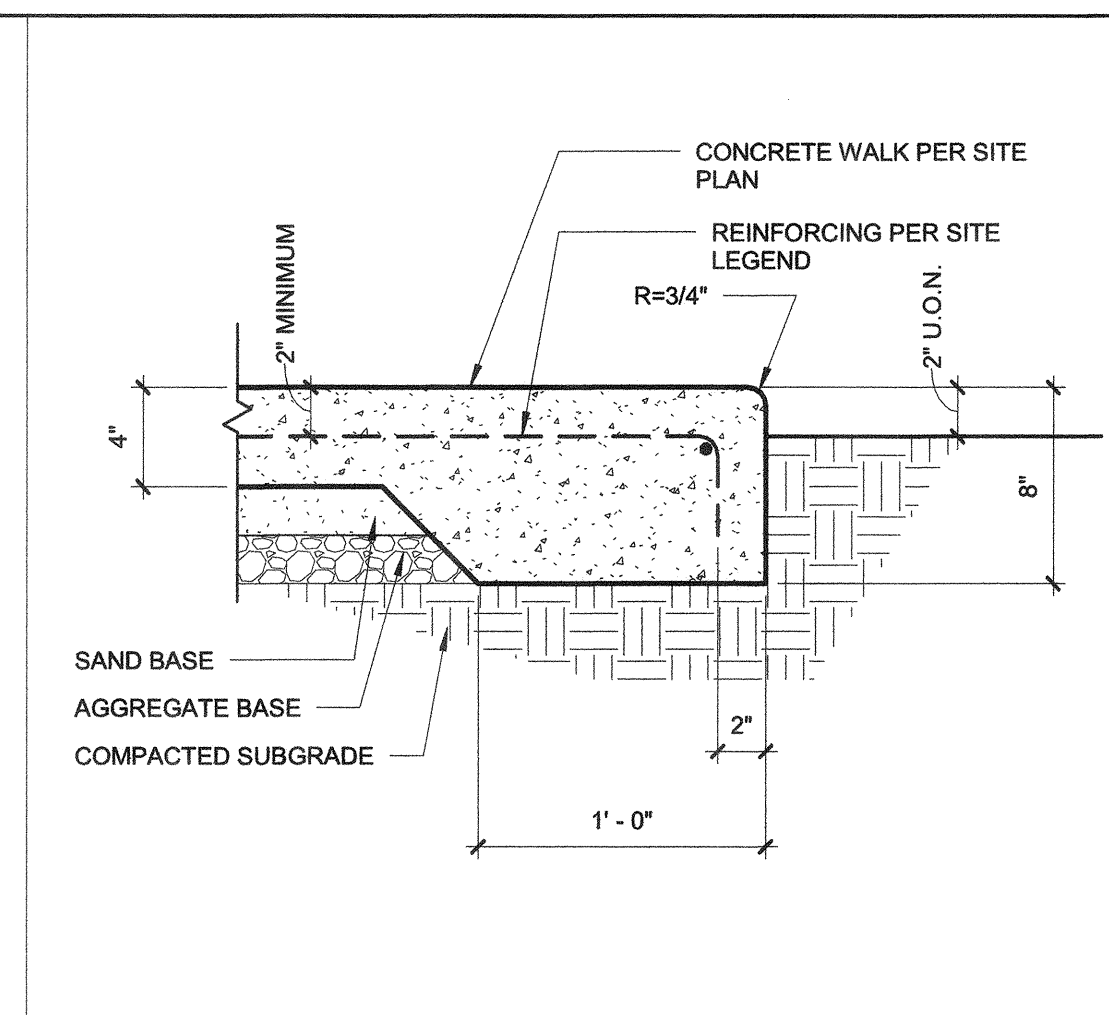 CONCRETE WALK PER SITE
PLAN
REINFORCING PER SITE
LEGEND
R=3/4"
2" MINIMUM
2" U.O.N.
4"
8"
SAND BASE
AGGREGATE BASE
COMPACTED SUBGRADE
2"
1' - 0"